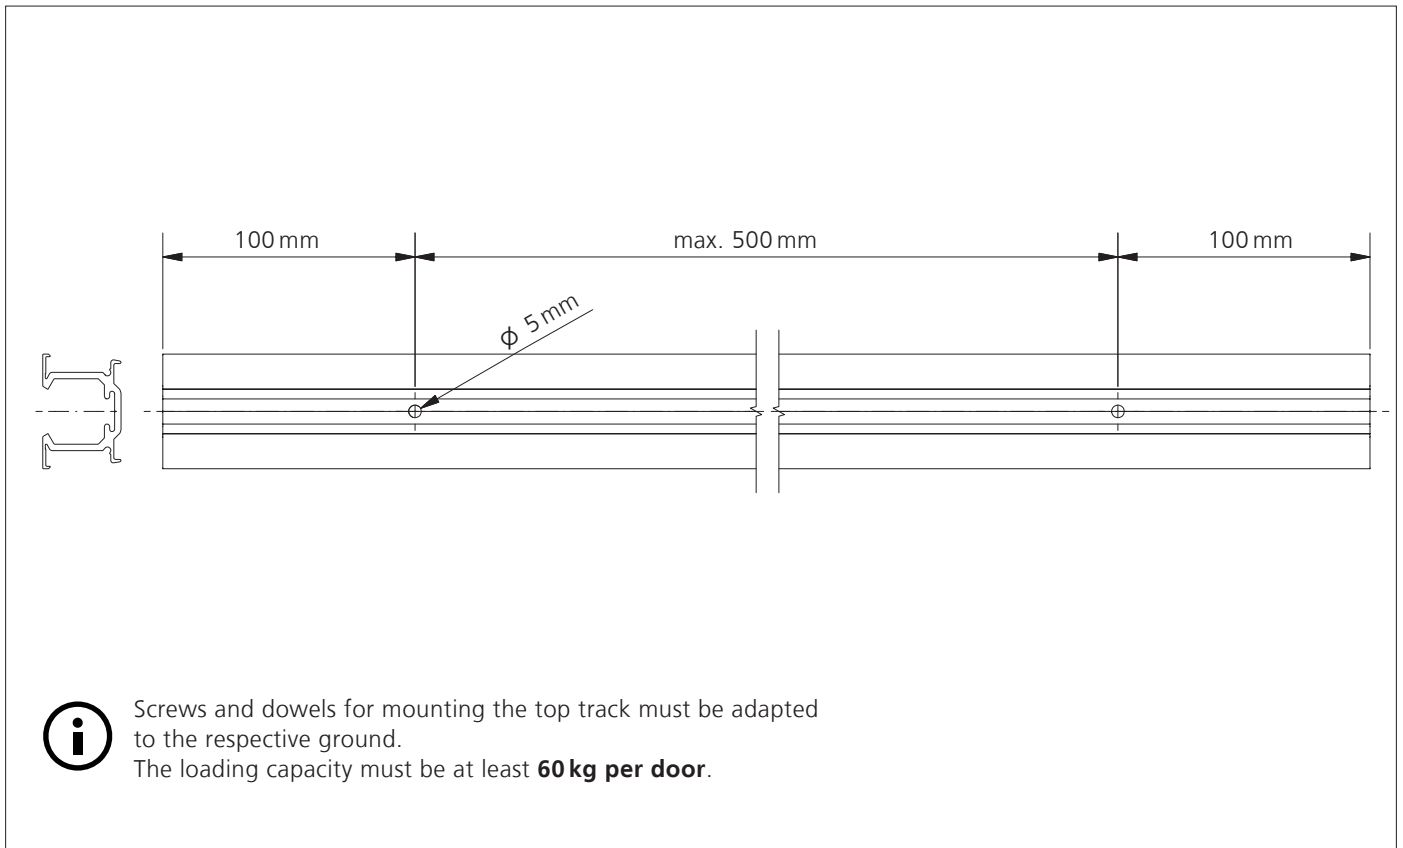 100 mm
max. 500 mm
100 mm
ϕ 5 mm
Screws and dowels for mounting the top track must be adapted
to the respective ground.
The loading capacity must be at least 60 kg per door.